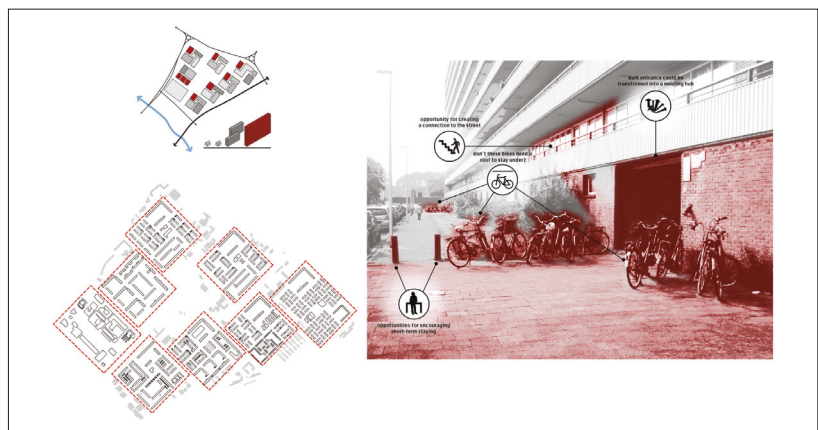 dark entrance could be
transformed into a meeting hub
opportunity for creating
a connection to the street
don't these bikes need a
roof to stay under?
opportunities for encouraging
short-term staying